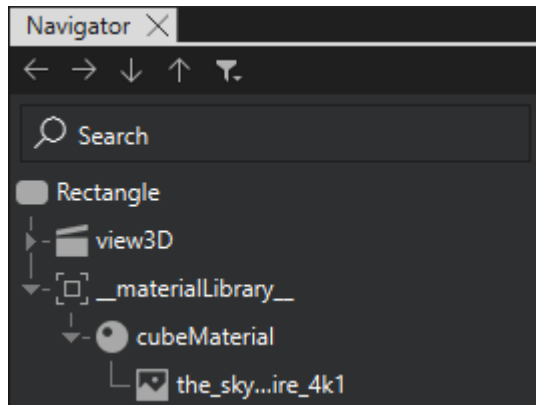 Navigator
Search
Rectangle
view3D
__materialLibrary__
cubeMaterial
the_sky...ire_4k1